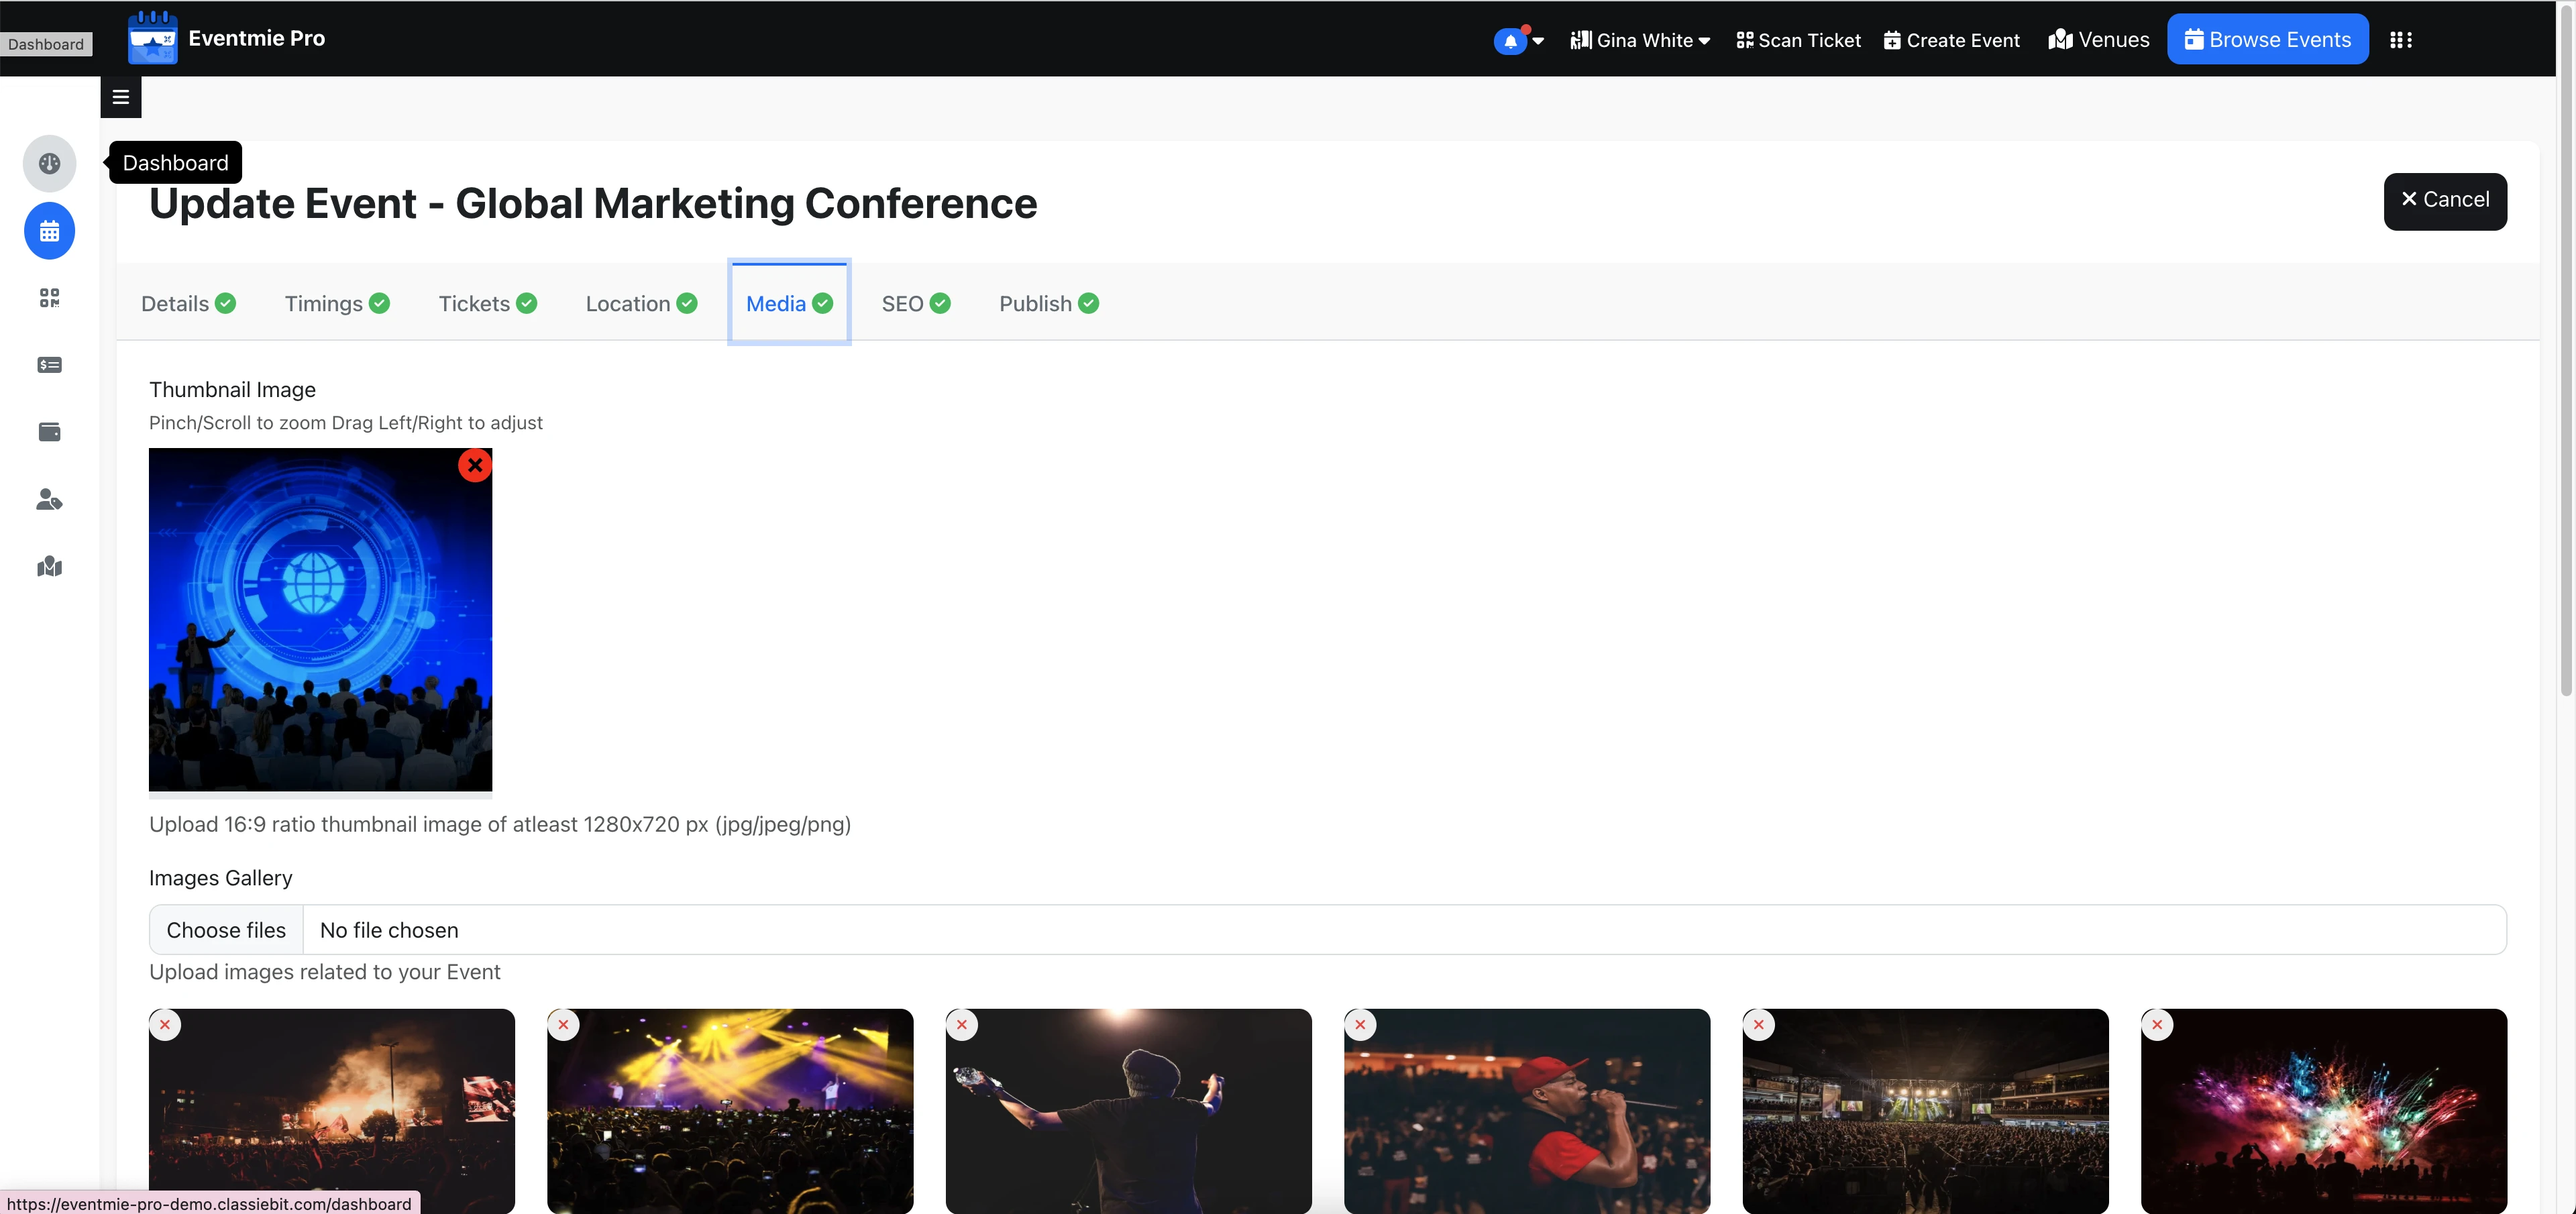 Dashboard
Eventmie Pro
Gina White
Scan Ticket
Create Event
Venues
Browse Events
Dashboard
Update Event - Global Marketing Conference
Cancel
Details
Timings
Tickets
Location
Media
SEO
Publish
Thumbnail Image
Pinch/Scroll to zoom Drag Left/Right to adjust
Upload 16:9 ratio thumbnail image of atleast 1280x720 px (jpg/jpeg/png)
Images Gallery
Choose files No file chosen
Upload images related to your Event
https://eventmie-pro-demo.classiebit.com/dashboard